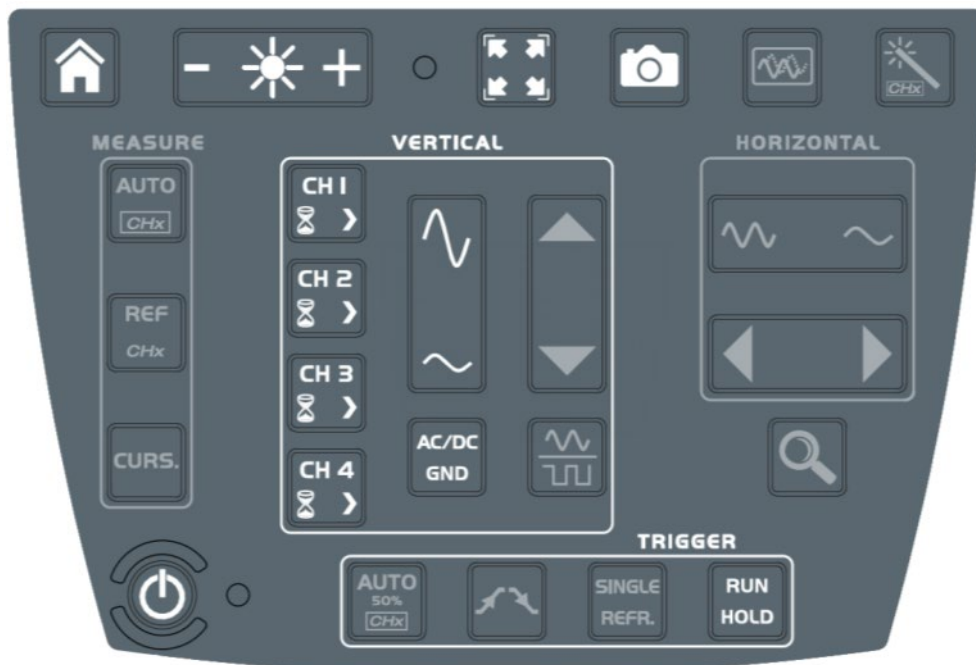 CHx
MEASURE
VERTICAL
HORIZONTAL
AUTO
CHx
REF
CHx
CURS.
CH 1
CH 2
CH 3
CH 4
AC/DC
GND
TRIGGER
AUTO
50%
CHx
SINGLE
REFR.
RUN
HOLD